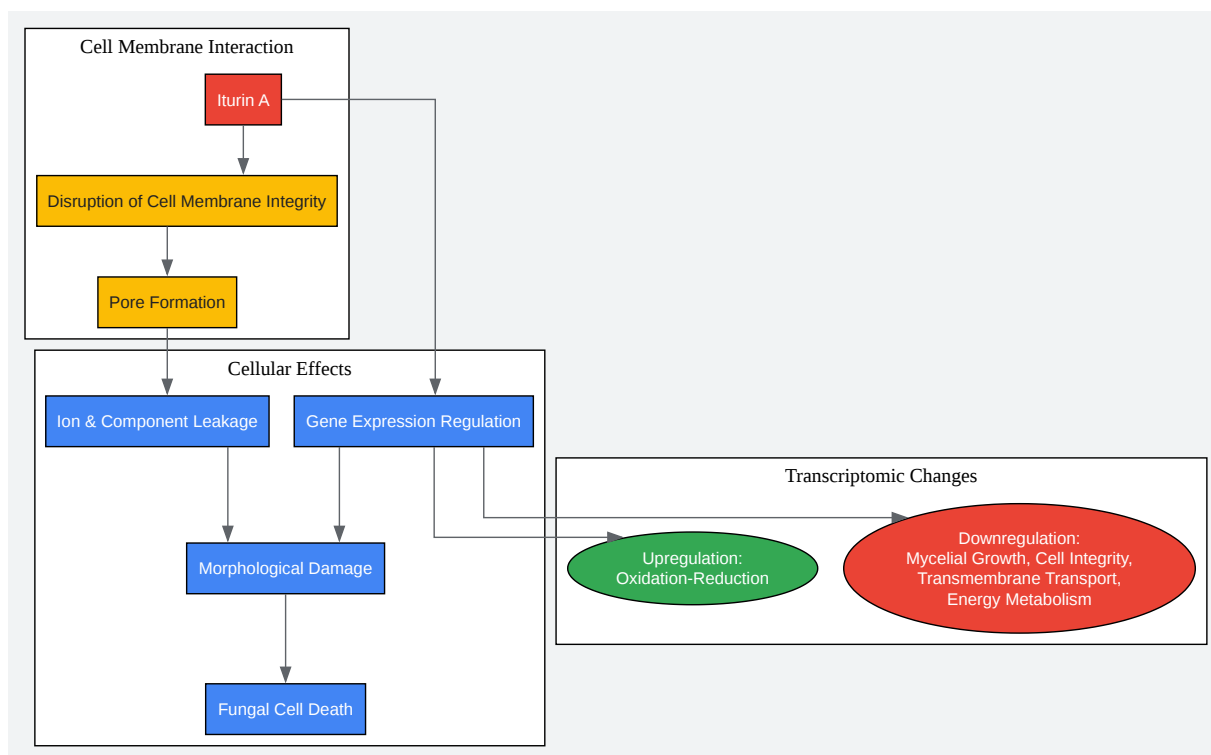 Cell Membrane Interaction
Iturin A
Disruption of Cell Membrane Integrity
Pore Formation
Cellular Effects
Ion & Component Leakage
Gene Expression Regulation
Morphological Damage
Fungal Cell Death
Transcriptomic Changes
Upregulation:
Oxidation-Reduction
Downregulation:
Mycelial Growth, Cell Integrity,
Transmembrane Transport,
Energy Metabolism